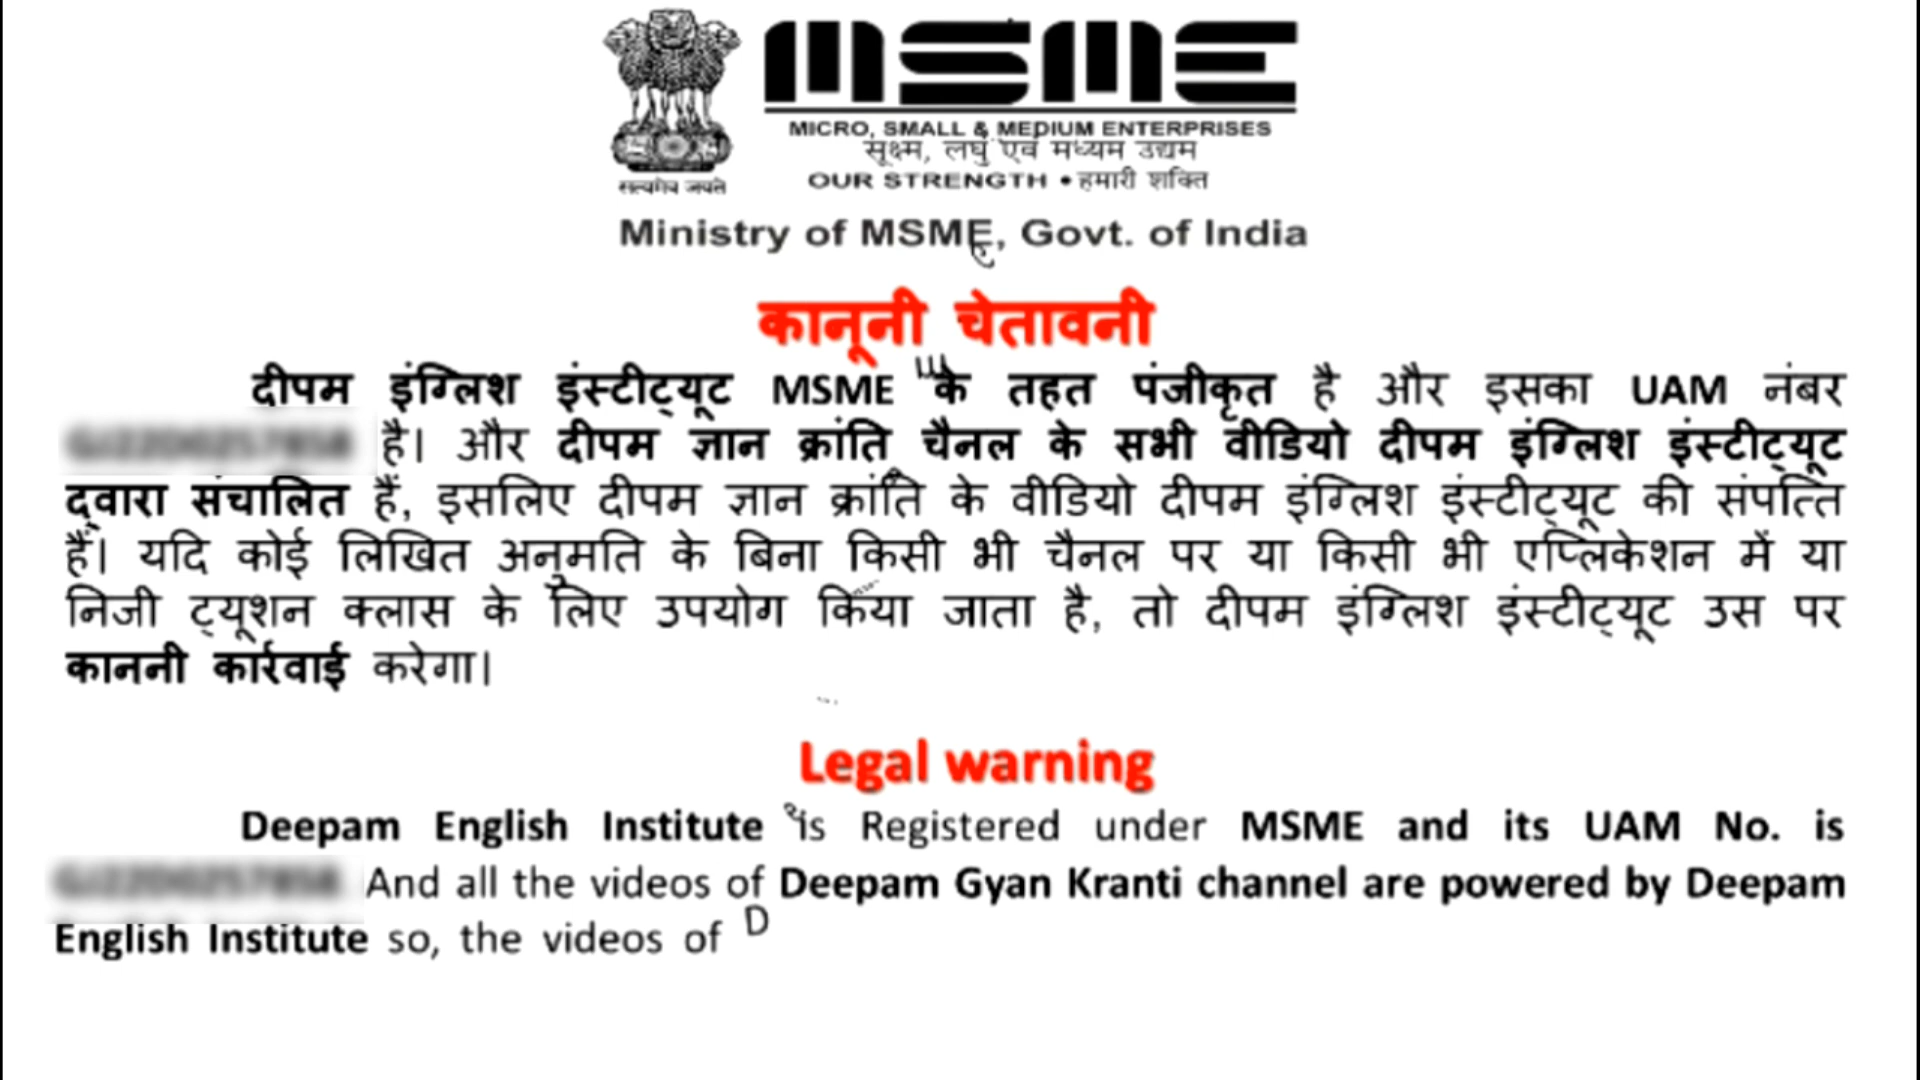 MSME
MICRO, SMALL & MEDIUM ENTERPRISES
सूक्ष्म, लघु एवं मध्यम उद्यम
सत्यमेव जयते
OUR STRENGTH • हमारी शक्ति
Ministry of MSME, Govt. of India
कानूनी चेतावनी
दीपम इंग्लिश इंस्टीट्यूट MSME के तहत पंजीकृत है और इसका UAM नंबर
है। और दीपम ज्ञान क्रांति चैनल के सभी वीडियो दीपम इंग्लिश इंस्टीट्यूट
द्वारा संचालित हैं, इसलिए दीपम ज्ञान क्रांति के वीडियो दीपम इंग्लिश इंस्टीट्यूट की संपत्ति
हैं। यदि कोई लिखित अनुमति के बिना किसी भी चैनल पर या किसी भी एप्लिकेशन में या
निजी ट्यूशन क्लास के लिए उपयोग किया जाता है, तो दीपम इंग्लिश इंस्टीट्यूट उस पर
काननी कार्रवाई करेगा।
Legal warning
Deepam English Institute is Registered under MSME and its UAM No. is
And all the videos of Deepam Gyan Kranti channel are powered by Deepam
English Institute so, the videos of D